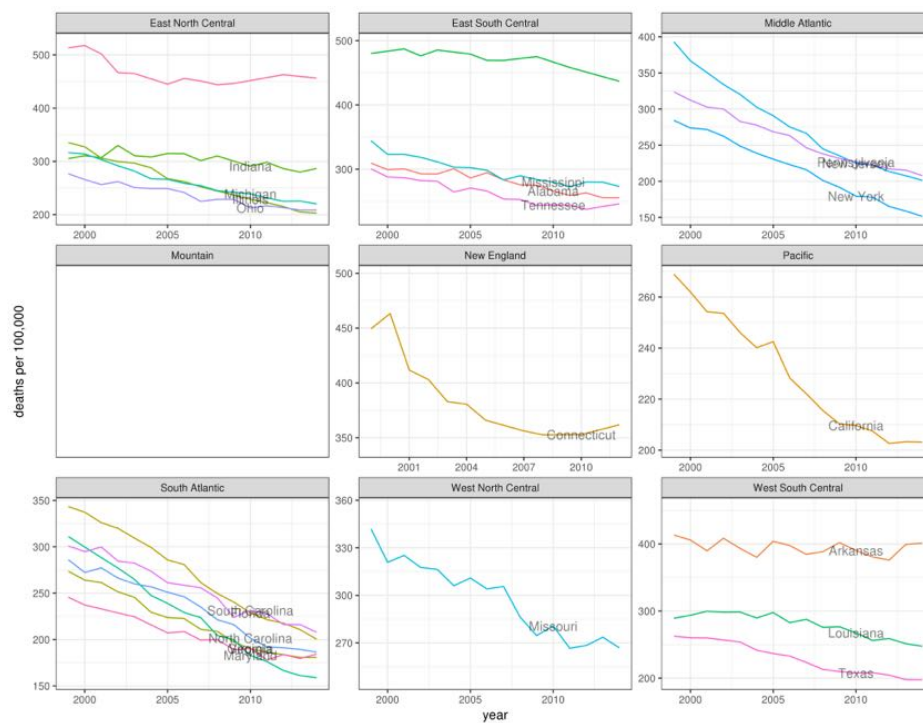 East North Central
East South Central
Middle Atlantic
500
400
300
200
Indiana
Michigan
Ohio
2000
2005
2010
500
400
300
Mississippi
Alabama
Tennessee
2000
2005
2010
400
350
300
250
200
150
New York
2000
2005
2010
deaths per 100,000
Mountain
New England
Pacific
500
450
400
350
Connecticut
2001
2004
2007
2010
260
240
220
200
California
2000
2005
2010
South Atlantic
West North Central
West South Central
350
300
250
200
150
South Carolina
North Carolina
Maryland
2000
2005
2010
360
330
300
270
Missouri
2000
2005
2010
400
300
200
Arkansas
Louisiana
Texas
2000
2005
2010
year